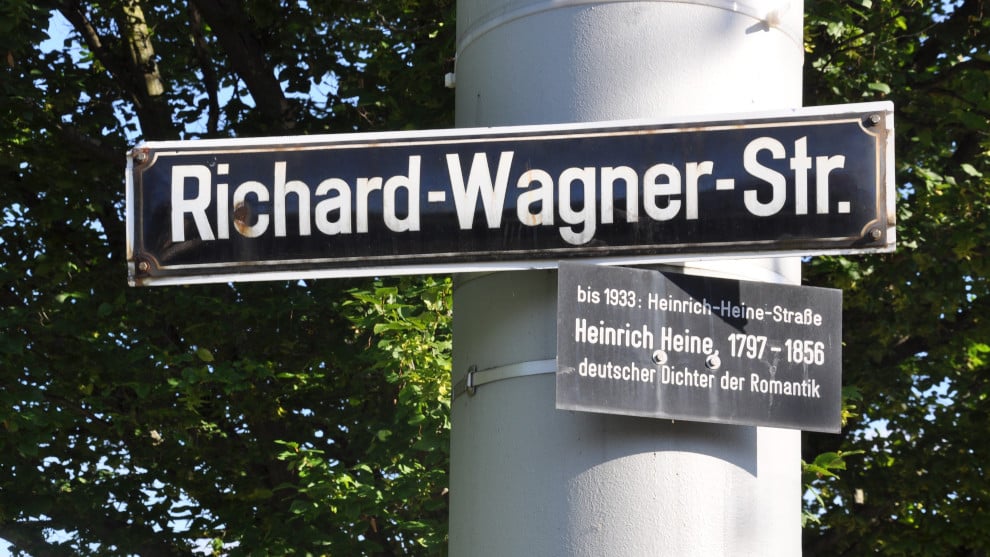 Richard-Wagner-Str.
bis 1933: Heinrich-Heine-Straße
Heinrich Heine, 1797 – 1856
deutscher Dichter der Romantik